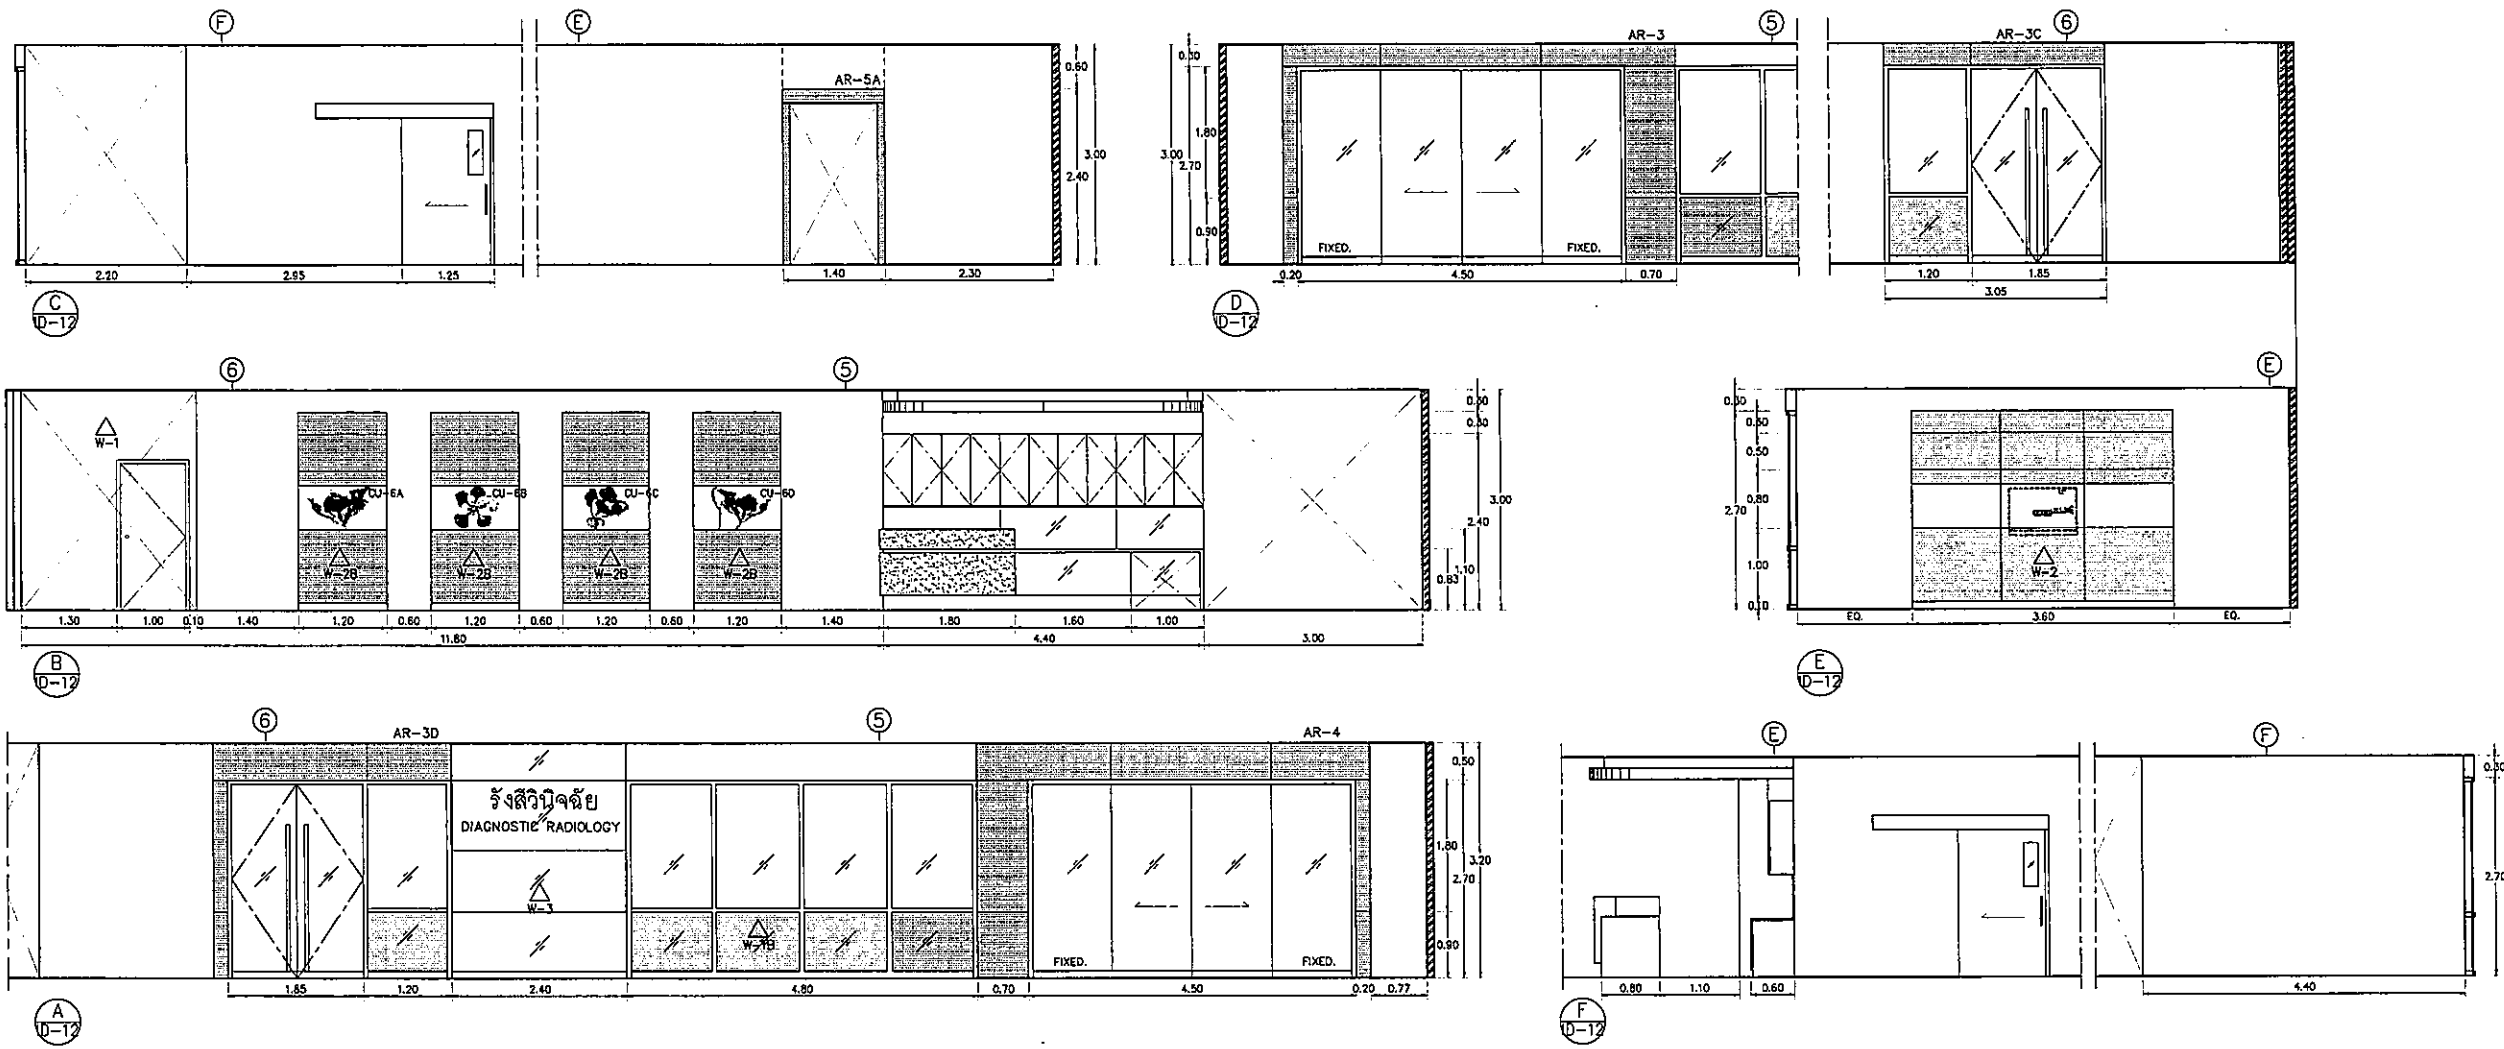 F E
AR-5A
0.60
3.00
2.40
2.20 2.95 1.25 1.40 2.30
C
ID-12
AR-3 5 AR-3C 6
0.30
1.80
3.00
2.70
0.90
FIXED. FIXED.
0.20 4.50 0.70 1.20 1.85
3.05
D
ID-12
6 5
W-1
CU-6A CU-6B CU-6C CU-6D
W-2B W-2B W-2B W-2B
0.30
0.30
3.00
2.40
1.10
0.83
1.30 1.00 0.10 1.40 1.20 0.60 1.20 0.60 1.20 0.60 1.20 1.40 1.80 1.60 1.00
11.80 4.40 3.00
B
ID-12
E
0.30
0.30
0.50
0.80
2.70
1.00
0.10
W-2
EQ. 3.60 EQ.
E
ID-12
6 AR-3D 5 AR-4
รังสีวินิจฉัย
DIAGNOSTIC RADIOLOGY
W-3
W-1B
FIXED. FIXED.
0.50
1.80
3.20
2.70
0.90
1.85 1.20 2.40 4.80 0.70 4.50 0.20 0.77
A
ID-12
E F
0.30
2.70
0.80 1.10 0.60 4.40
F
ID-12